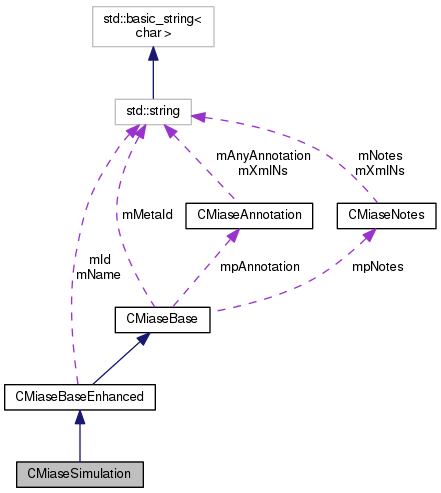 std::basic_string<
char >
std::string
mAnyAnnotation
mXmlNs
mNotes
mXmlNs
CMiaseAnnotation
CMiaseNotes
mMetaId
mId
mName
mpAnnotation
mpNotes
CMiaseBase
CMiaseBaseEnhanced
CMiaseSimulation